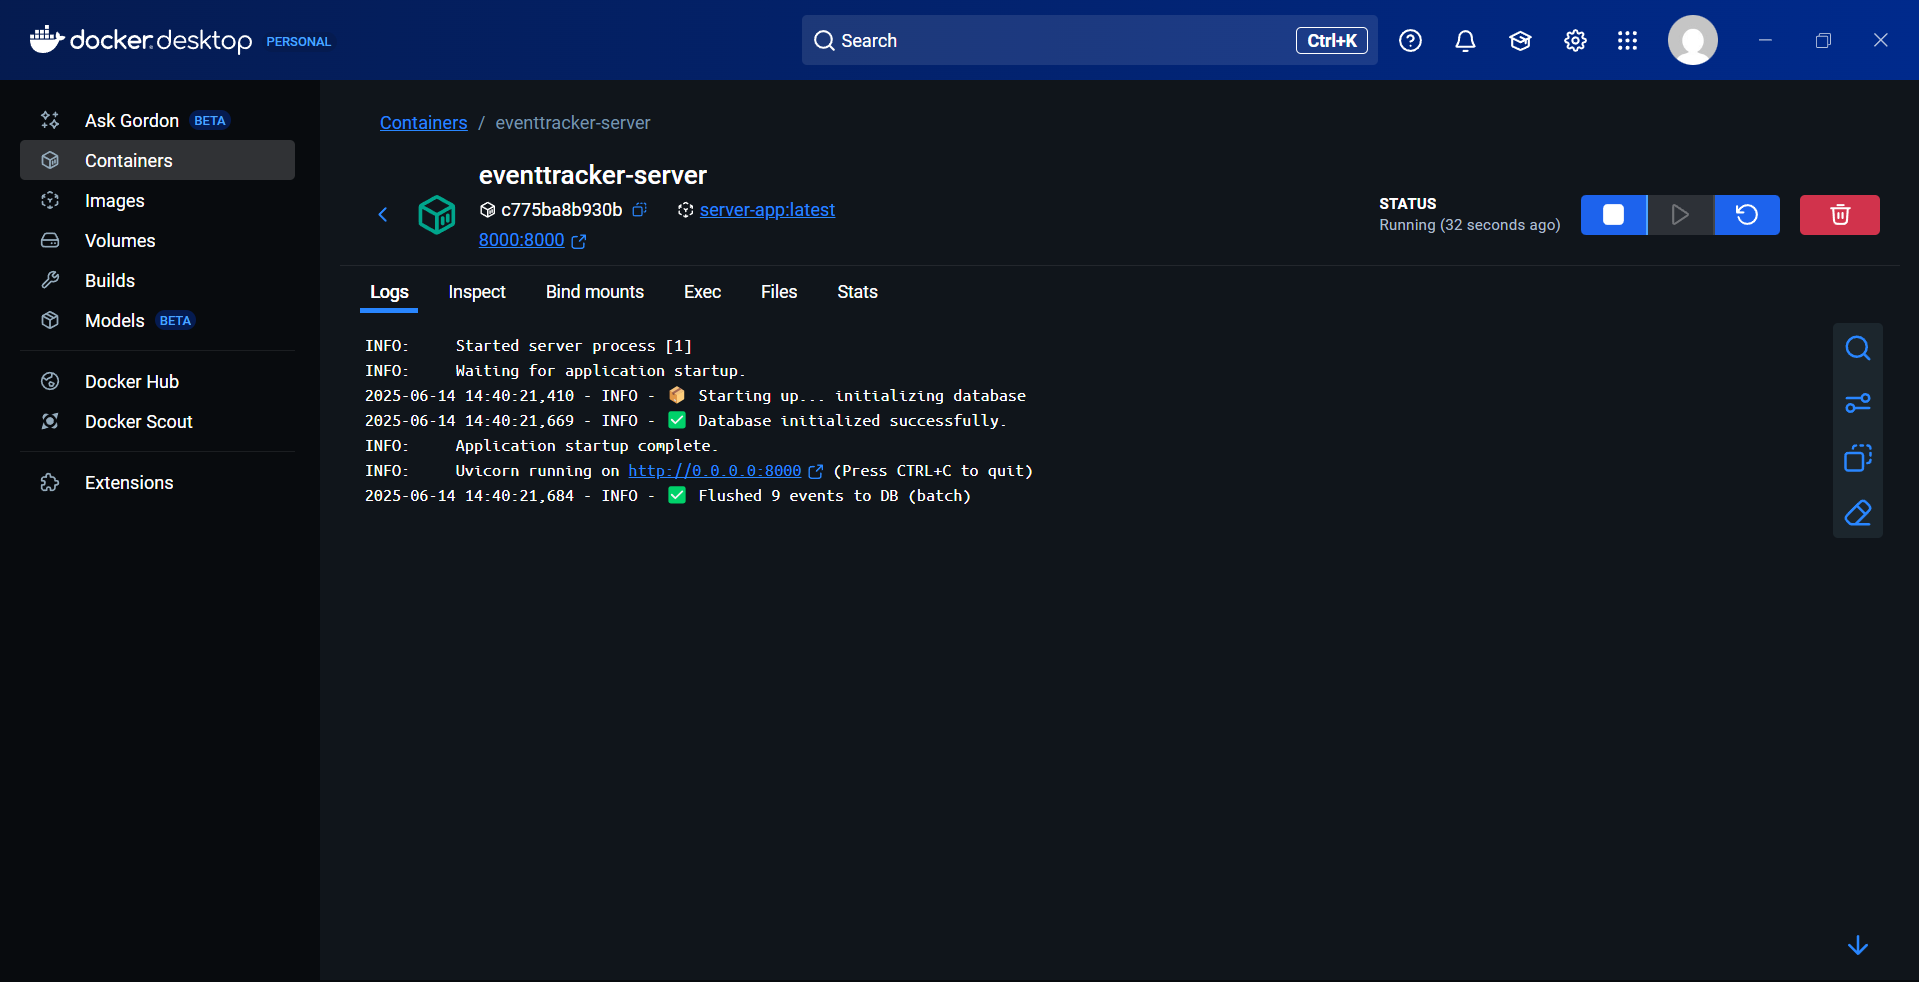 docker.desktop PERSONAL
Search
Ctrl+K
Ask Gordon BETA
Containers
Images
Volumes
Builds
Models BETA
Docker Hub
Docker Scout
Extensions
Containers / eventtracker-server
eventtracker-server
c775ba8b930b server-app:latest
8000:8000
STATUS
Running (32 seconds ago)
Logs Inspect Bind mounts Exec Files Stats
INFO: Started server process [1]
INFO: Waiting for application startup.
2025-06-14 14:40:21,410 - INFO - 📦 Starting up... initializing database
2025-06-14 14:40:21,669 - INFO - ✅ Database initialized successfully.
INFO: Application startup complete.
INFO: Uvicorn running on http://0.0.0.0:8000 (Press CTRL+C to quit)
2025-06-14 14:40:21,684 - INFO - ✅ Flushed 9 events to DB (batch)